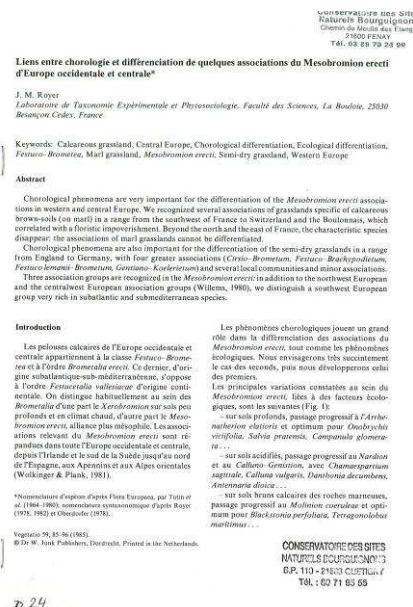 Conservatoire des Sites
Naturels Bourguignons
Chemin du Moulin des Etangs
21600 FENAY
Tél. 03 80 79 25 99
Liens entre chorologie et différenciation de quelques associations du Mesobromion erecti
d'Europe occidentale et centrale*
J. M. Royer
Laboratoire de Taxonomie Expérimentale et Phytosociologie, Faculté des Sciences, La Bouloie, 25030
Besançon Cedex, France
Keywords: Calcareous grassland, Central Europe, Chorological differentiation, Ecological differentiation,
Festuco-Brometea, Marl grassland, Mesobromion erecti, Semi-dry grassland, Western Europe
Abstract
Chorological phenomena are very important for the differentiation of the Mesobromion erecti associa-
tions in western and central Europe. We recognized several associations of grasslands specific of calcareous
brown-soils (on marl) in a range from the southwest of France to Switzerland and the Boulonnais, which
correlated with a floristic impoverishment. Beyond the north and the east of France, the characteristic species
disappear: the associations of marl grasslands cannot be differentiated.
Chorological phenomena are also important for the differentiation of the semi-dry grasslands in a range
from England to Germany, with four greater associations (Cirsio-Brometum, Festuco-Brachypodietum,
Festuco lemanii-Brometum, Gentiano-Koelerietum) and several local communities and minor associations.
Three association groups are recognized in the Mesobromion erecti: in addition to the northwest European
and the centralwest European association groups (Willems, 1980), we distinguish a southwest European
group very rich in subatlantic and submediterranean species.
Introduction
Les pelouses calcaires de l'Europe occidentale et
centrale appartiennent à la classe Festuco-Brome-
tea et à l'ordre Brometalia erecti. Ce dernier, d'ori-
gine subatlantique-sub-méditerranéenne, s'oppose
à l'ordre Festucetalia vallesiacae d'origine conti-
nentale. On distingue habituellement au sein des
Brometalia d'une part le Xerobromion sur sols peu
profonds et en climat chaud, d'autre part le Meso-
bromion erecti, alliance plus mésophile. Les associa-
tions relevant du Mesobromion erecti sont ré-
pandues dans toute l'Europe occidentale et centrale,
depuis l'Irlande et le sud de la Suède jusqu'au nord
de l'Espagne, aux Apennins et aux Alpes orientales
(Wolkinger & Plank, 1981).
*Nomenclature d'espèces d'après Flora Europaea, par Tutin et
al. (1964-1980); nomenclature syntaxonomique d'après Royer
(1978, 1982) et Oberdorfer (1978).
Vegetatio 59, 85-96 (1985).
© Dr W. Junk Publishers, Dordrecht. Printed in the Netherlands.
Les phénomènes chorologiques jouent un grand
rôle dans la différenciation des associations du
Mesobromion erecti, tout comme les phénomènes
écologiques. Nous envisagerons très succintement
le cas des seconds, puis nous développerons celui
des premiers.
Les principales variations constatées au sein du
Mesobromion erecti, liées à des facteurs écolo-
giques, sont les suivantes (Fig. 1):
– sur sols profonds, passage progressif à l'Arrhe-
natherion elatioris et optimum pour Onobrychis
viciifolia, Salvia pratensis, Campanula glomera-
ta...
– sur sols acidifiés, passage progressif au Nardion
et au Calluno-Genistion, avec Chamaespartium
sagittale, Calluna vulgaris, Danthonia decumbens,
Antennaria dioica...
– sur sols bruns calcaires des roches marneuses,
passage progressif au Molinion coeruleae et opti-
mum pour Blackstonia perfoliata, Tetragonolobus
maritimus...
CONSERVATOIRE DES SITES
NATURELS BOURGUIGNONS
B.P. 110 - 21803 QUETIGNY
Tél. : 80 71 95 55
p. 24